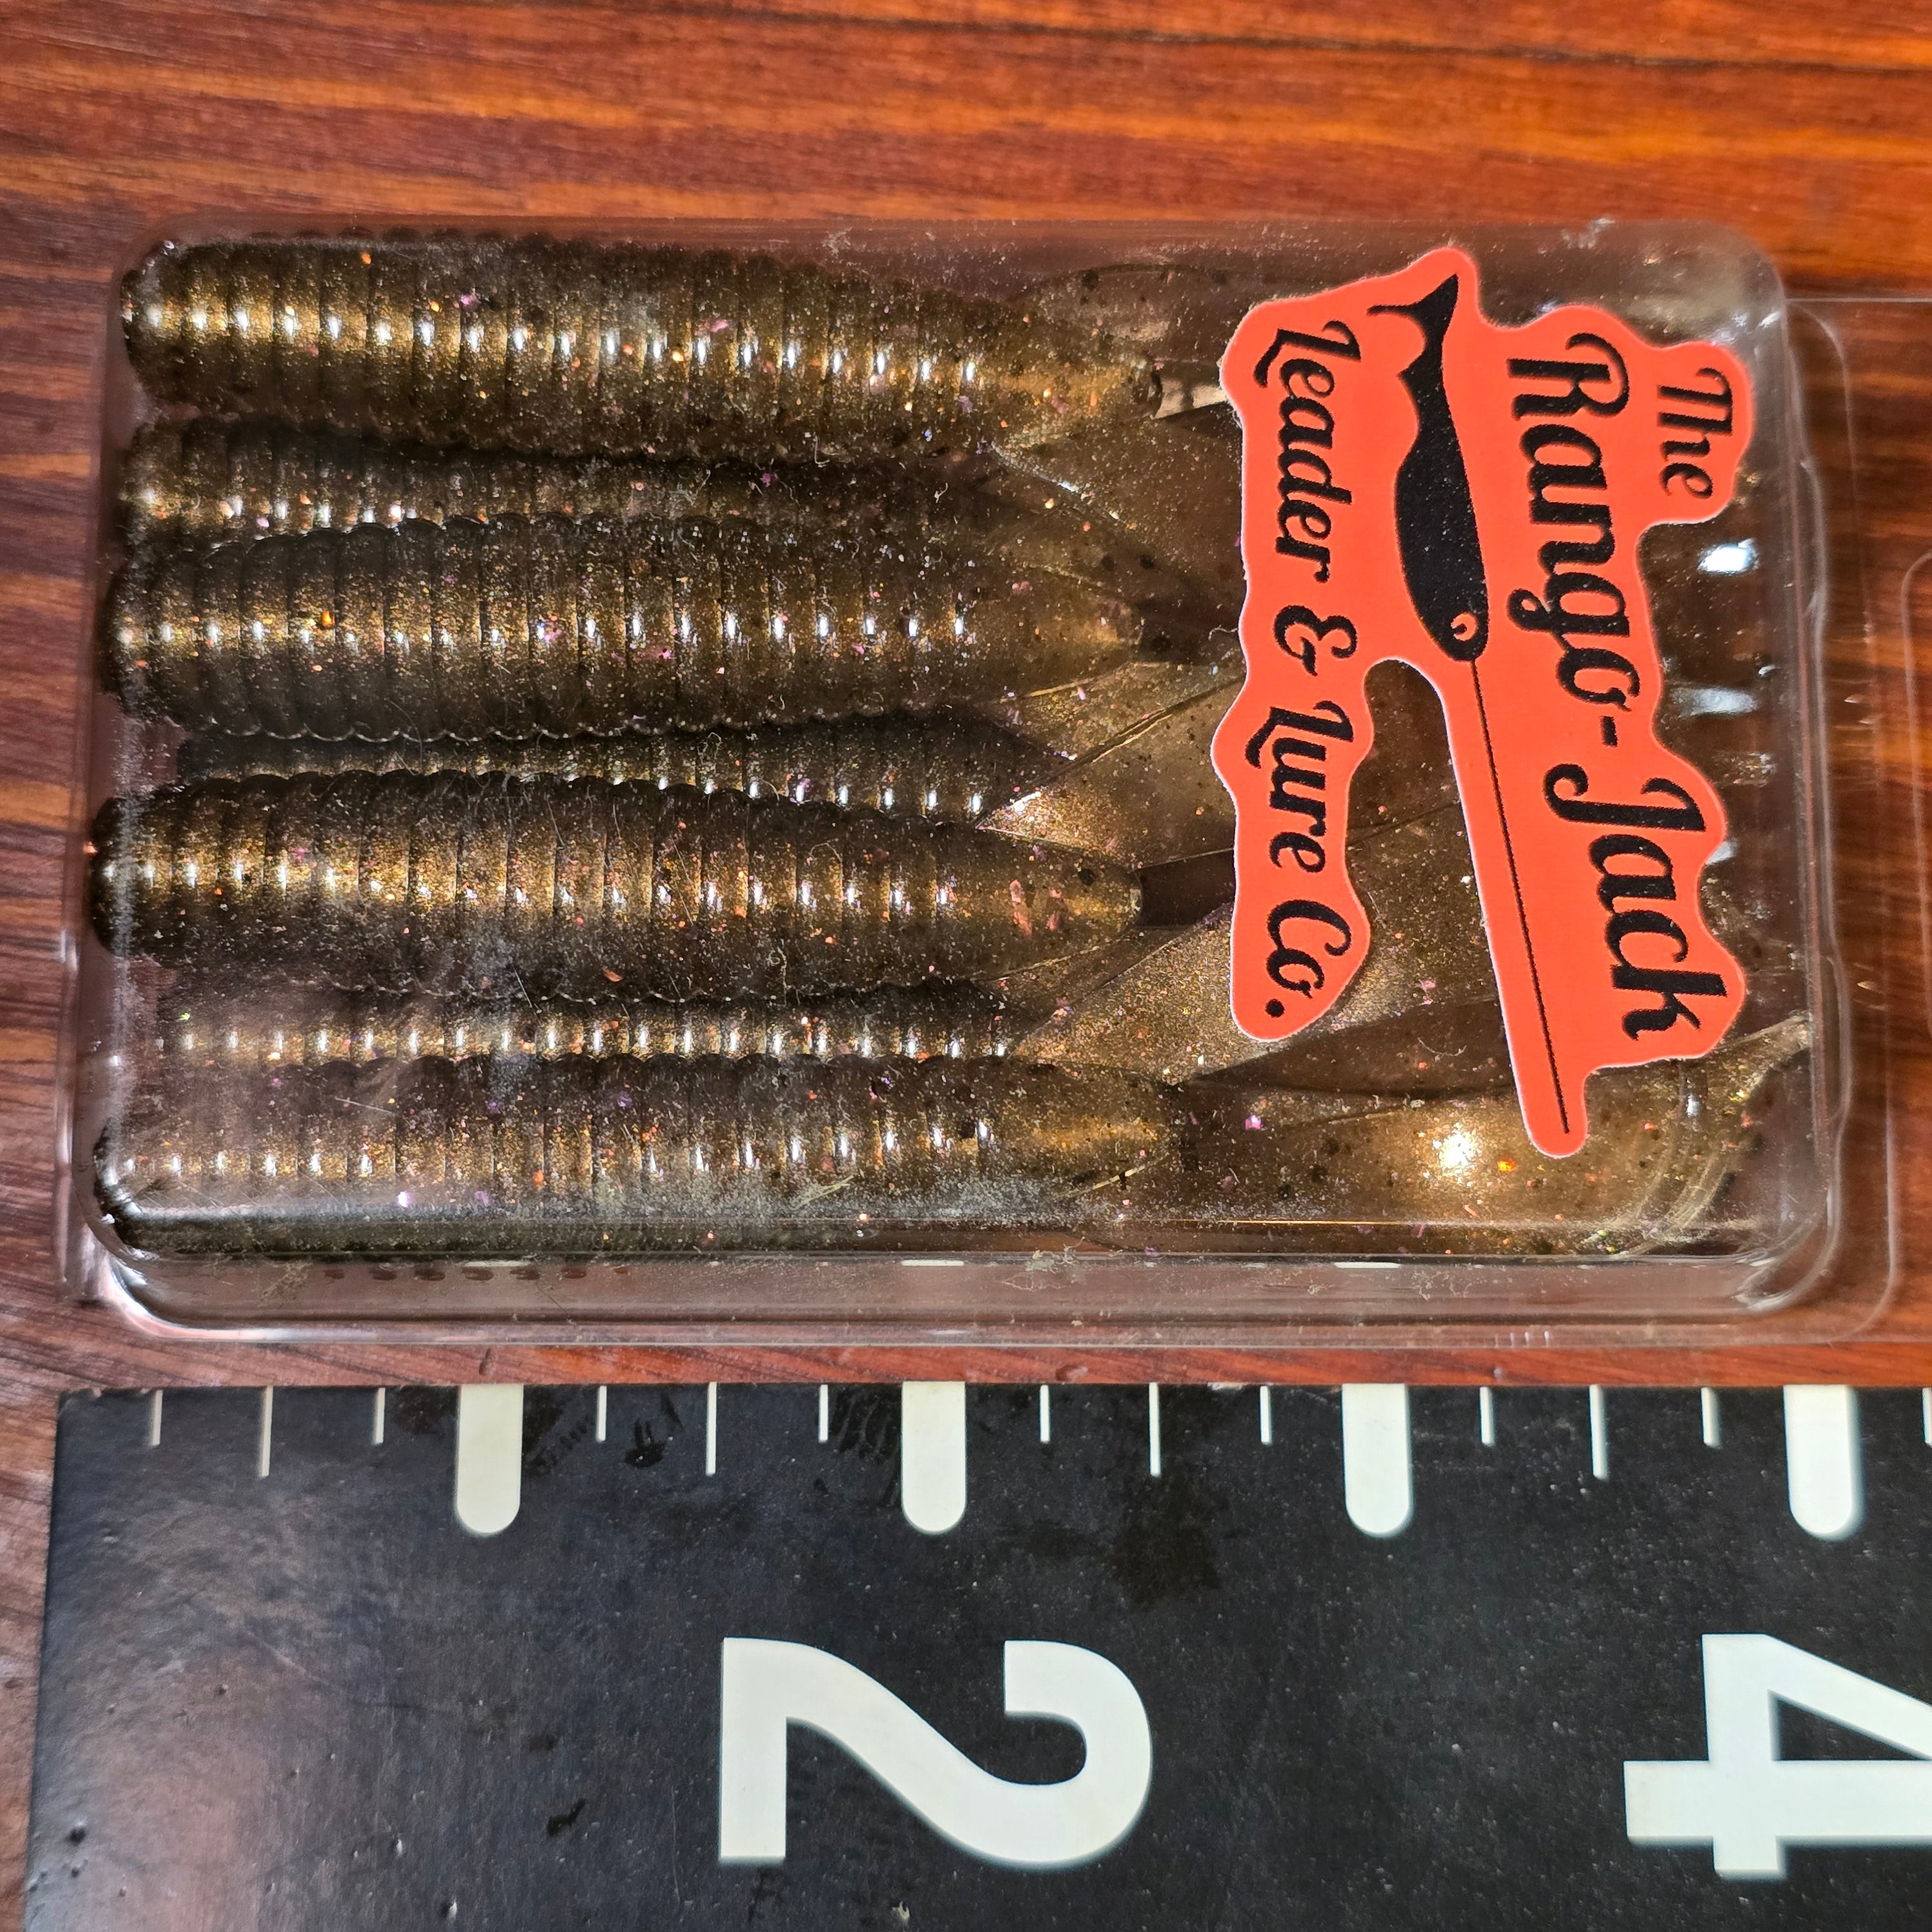 The
Rango-Jack
Leader & Lure Co.
2
4